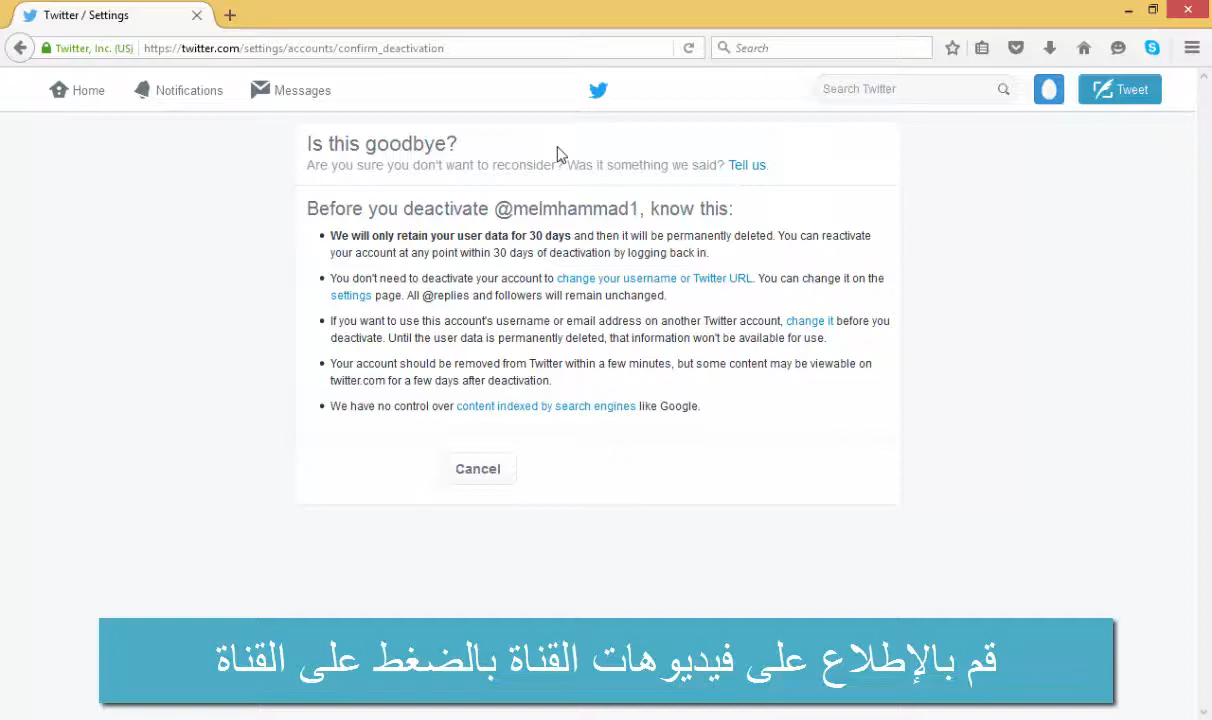 Twitter / Settings
Twitter, Inc. (US)
https://twitter.com/settings/accounts/confirm_deactivation
Search
Home
Notifications
Messages
Search Twitter
Tweet
Is this goodbye?
Are you sure you don't want to reconsider? Was it something we said? Tell us.
Before you deactivate @melmhammad1, know this:
• We will only retain your user data for 30 days and then it will be permanently deleted. You can reactivate
your account at any point within 30 days of deactivation by logging back in.
• You don't need to deactivate your account to change your username or Twitter URL. You can change it on the
settings page. All @replies and followers will remain unchanged.
• If you want to use this account's username or email address on another Twitter account, change it before you
deactivate. Until the user data is permanently deleted, that information won't be available for use.
• Your account should be removed from Twitter within a few minutes, but some content may be viewable on
twitter.com for a few days after deactivation.
• We have no control over content indexed by search engines like Google.
Cancel
قم بالإطلاع على فيديوهات القناة بالضغط على القناة